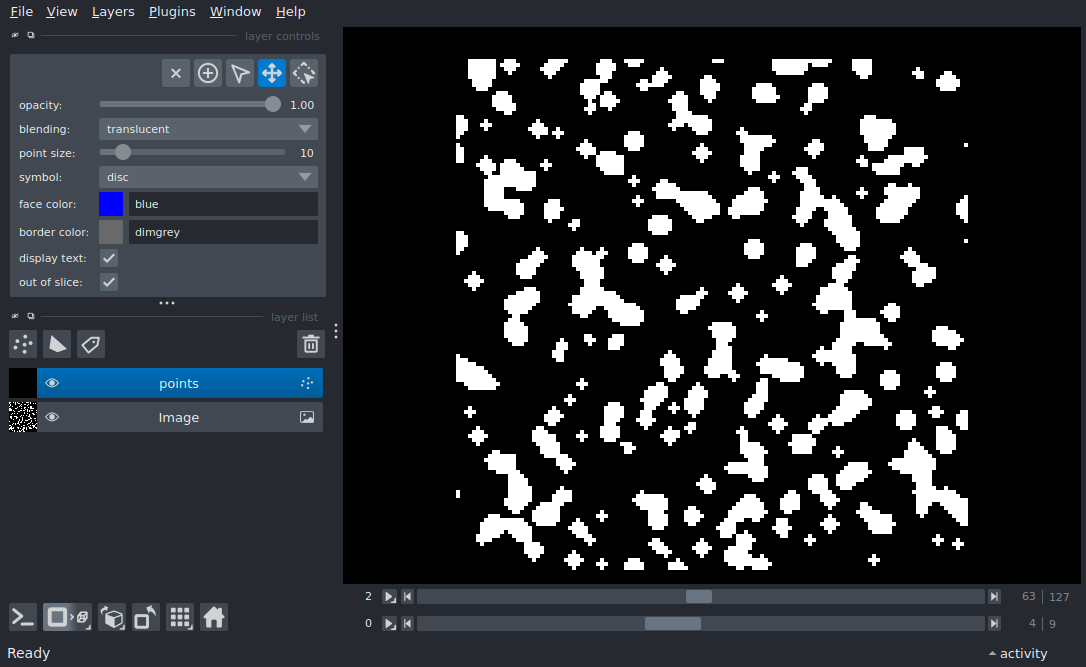 File View Layers Plugins Window Help
layer controls
opacity: 1.00
blending: translucent
point size: 10
symbol: disc
face color: blue
border color: dimgrey
display text:
out of slice:
layer list
points
Image
2 63 127
0 4 9
Ready activity